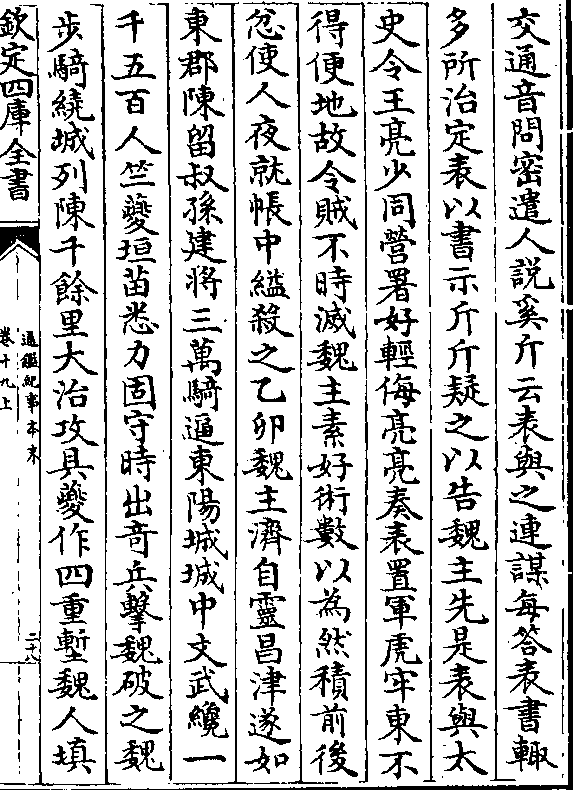 交通音問密遣人說奚斤云表與之連謀每答表書輙
多所治定表以書示斤斤疑之以告魏主先是表與太
史令王亮少同營署好輕侮亮亮奏表置軍虎牢東不
得便地故令賊不時滅魏主素好術數以為然積前後
忿使人夜就帳中縊殺之乙卯魏主濟自靈昌津遂如
東郡陳留叔孫建將三萬騎逼東陽城城中文武纔一
千五百人竺夔垣苗悉力固守時出奇兵擊魏破之魏
步騎繞城列陳十餘里大治攻具夔作四重塹魏人填
欽定四庫全書
通鑑紀事本末
卷十九上
二十八